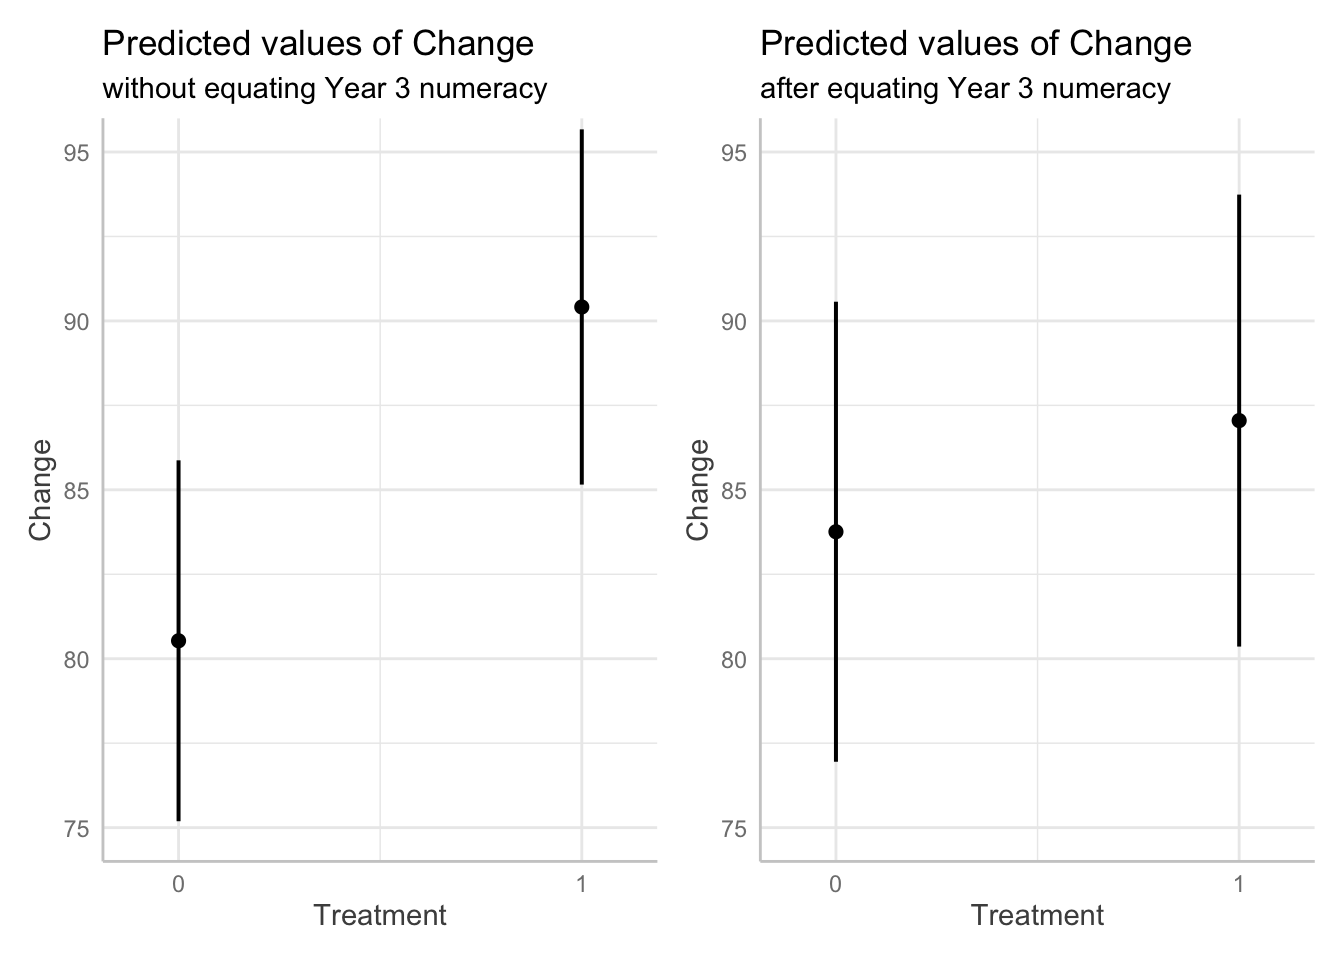 Predicted values of Change
without equating Year 3 numeracy
95
90
85
80
75
Change
0
1
Treatment
Predicted values of Change
after equating Year 3 numeracy
95
90
85
80
75
Change
0
1
Treatment